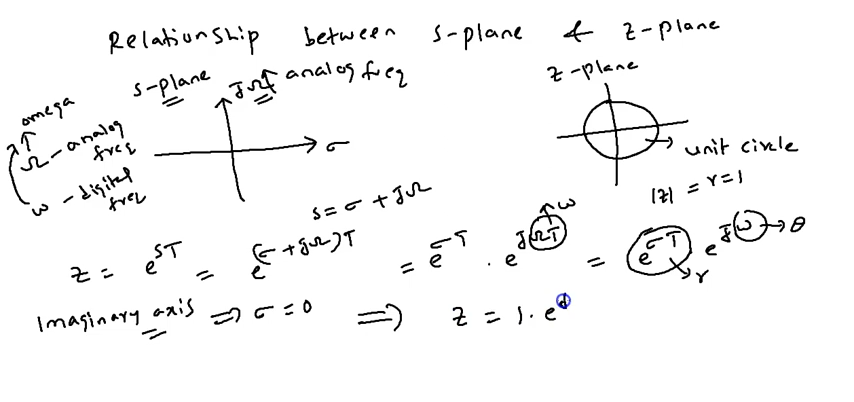 Relationship between s-plane & z-plane
s-plane
jΩ
analog freq
z-plane
omega
Ω - analog freq
ω - digital freq
σ
unit circle
|z| = r = 1
s = σ + jΩ
z = e^{sT} = e^{(σ+jΩ)T} = e^{σT} . e^{jΩT} = e^{σT} e^{jω}
ω
θ
r
Imaginary axis ⇒ σ = 0 ⇒ z = 1. e